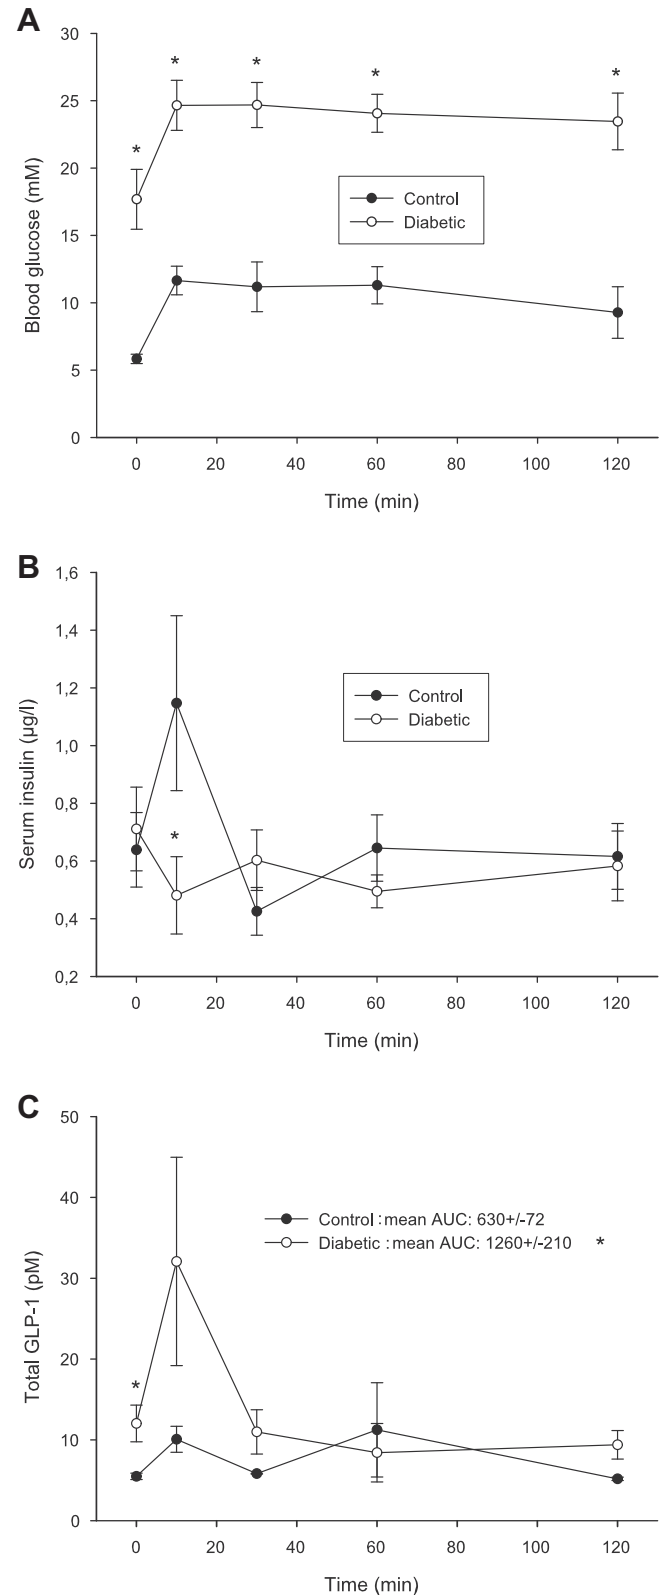 A
30
*
*
*
*
25
*
20
Blood glucose (mM)
Control
Diabetic
15
10
5
0
0 20 40 60 80 100 120
Time (min)
B
1,6
1,4
1,2
Control
Diabetic
1,0
Serum insulin (µg/l)
0,8
*
0,6
0,4
0,2
0 20 40 60 80 100 120
Time (min)
C
50
40
Control : mean AUC: 630+/-72
Diabetic : mean AUC: 1260+/-210 *
30
Total GLP-1 (pM)
20
*
10
0
0 20 40 60 80 100 120
Time (min)